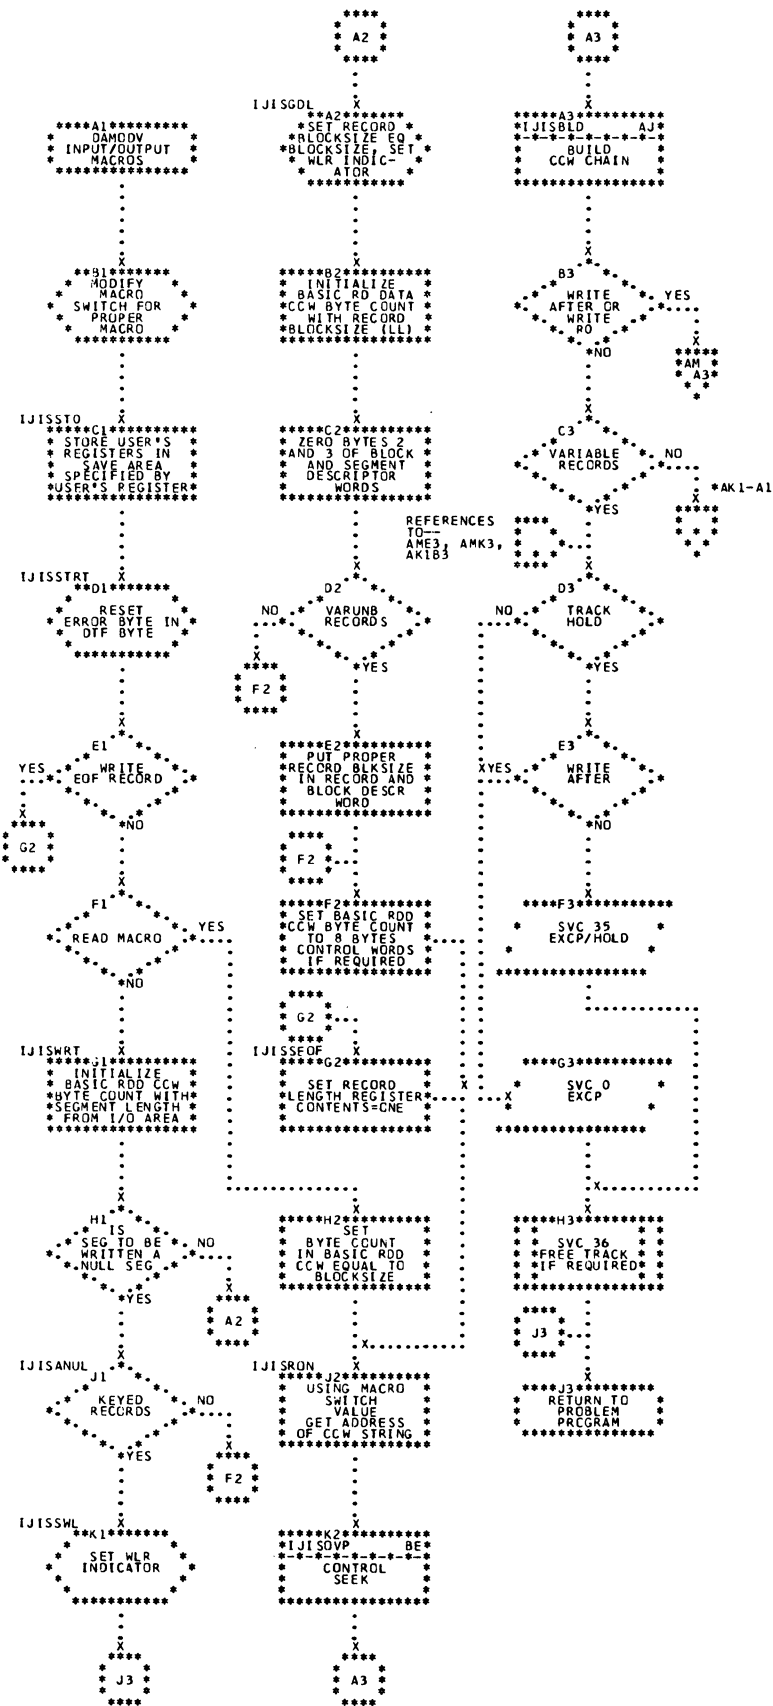 A2
A3
IJISGDL
A1
DAMODV
INPUT/OUTPUT
MACROS
A2
SET RECORD
BLOCKSIZE EQ
BLOCKSIZE, SET
WLR INDIC-
ATOR
A3
IJISBLD AJ
BUILD
CCW CHAIN
B1
MODIFY
MACRO
SWITCH FOR
PROPER
MACRO
B2
INITIALIZE
BASIC RD DATA
CCW BYTE COUNT
WITH RECORD
BLOCKSIZE (LL)
B3
WRITE
AFTER OR
WRITE
RO
YES
NO
AM
A3
IJISSTO
C1
STORE USER'S
REGISTERS IN
SAVE AREA
SPECIFIED BY
USER'S REGISTER
C2
ZERO BYTES 2
AND 3 OF BLOCK
AND SEGMENT
DESCRIPTOR
WORDS
C3
VARIABLE
RECORDS
NO
YES
*AK1-A1
REFERENCES
TO--
AME3, AMK3,
AK1B3
IJISSTRT
D1
RESET
ERROR BYTE IN
DTF BYTE
D2
VARUNB
RECORDS
NO
YES
F2
D3
TRACK
HOLD
NO
YES
E1
WRITE
EOF RECORD
YES
NO
G2
E2
PUT PROPER
RECORD BLKSIZE
IN RECORD AND
BLOCK DESCR
WORD
E3
WRITE
AFTER
XYES
NO
F2
F1
READ MACRO
YES
NO
F2
SET BASIC RDD
CCW BYTE COUNT
TO 8 BYTES
CONTROL WORDS
IF REQUIRED
F3
SVC 35
EXCP/HOLD
G2
IJISWRT
G1
INITIALIZE
BASIC RDD CCW
BYTE COUNT WITH
SEGMENT LENGTH
FROM I/O AREA
IJISSEOF
G2
SET RECORD
LENGTH REGISTER
CONTENTS=ONE
G3
SVC 0
EXCP
H1
IS
SEG TO BE
WRITTEN A
NULL SEG
NO
YES
A2
H2
SET
BYTE COUNT
IN BASIC RDD
CCW EQUAL TO
BLOCKSIZE
H3
SVC 36
FREE TRACK
IF REQUIRED
J3
IJISANUL
J1
KEYED
RECORDS
NO
YES
F2
IJISRON
J2
USING MACRO
SWITCH
VALUE
GET ADDRESS
OF CCW STRING
J3
RETURN TO
PROBLEM
PROGRAM
IJISSWL
K1
SET WLR
INDICATOR
K2
IJISOVP BE
CONTROL
SEEK
J3
A3